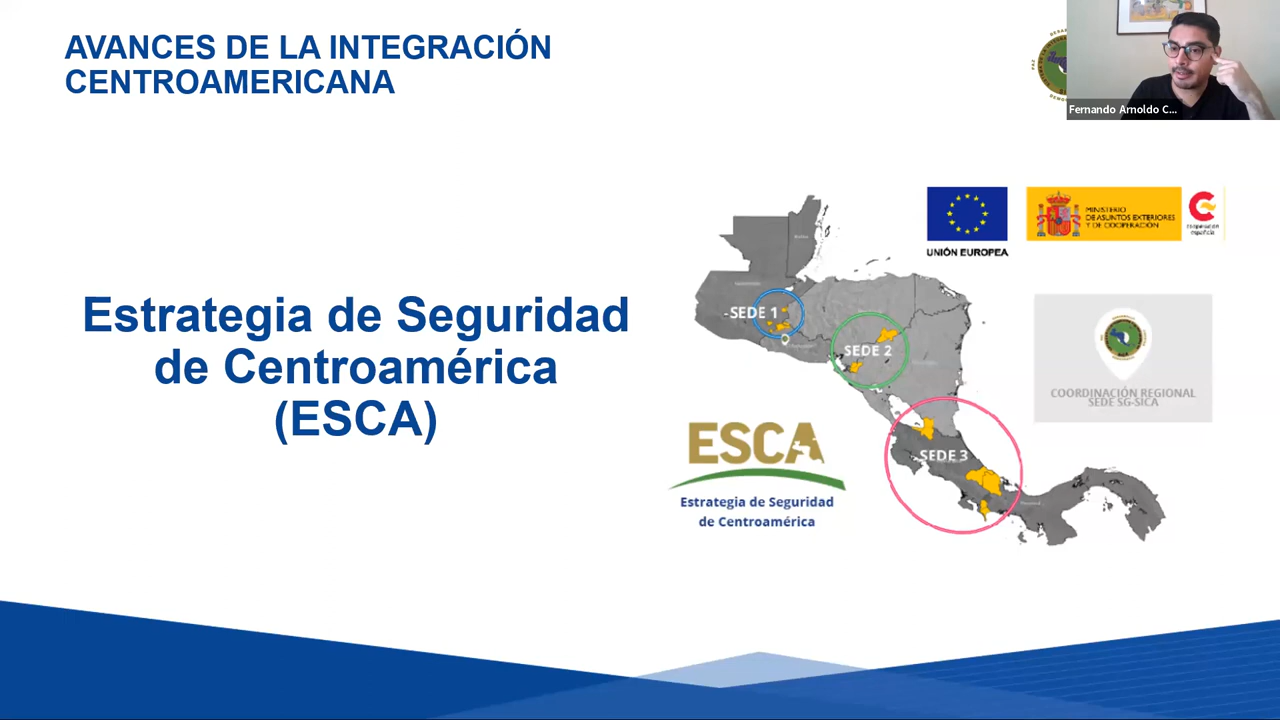 AVANCES DE LA INTEGRACIÓN
CENTROAMERICANA
Fernando Arnoldo C...
Estrategia de Seguridad
de Centroamérica
(ESCA)
UNIÓN EUROPEA
MINISTERIO
DE ASUNTOS EXTERIORES
Y DE COOPERACIÓN
cooperación
española
-SEDE 1
SEDE 2
SEDE 3
COORDINACIÓN REGIONAL
SEDE SG-SICA
ESCA
Estrategia de Seguridad
de Centroamérica